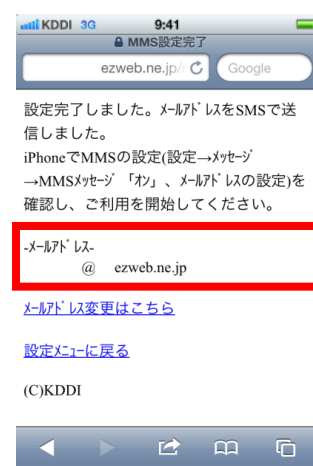 KDDI 3G 9:41
MMS設定完了
ezweb.ne.jp/ Google
設定完了しました。ﾒｰﾙｱﾄﾞﾚｽをSMSで送
信しました。
iPhoneでMMSの設定(設定→ﾒｯｾｰｼﾞ
→MMSﾒｯｾｰｼﾞ「ｵﾝ」、ﾒｰﾙｱﾄﾞﾚｽの設定)を
確認し、ご利用を開始してください。
-ﾒｰﾙｱﾄﾞﾚｽ-
@ ezweb.ne.jp
ﾒｰﾙｱﾄﾞﾚｽ変更はこちら
設定ﾒﾆｭｰに戻る
(C)KDDI